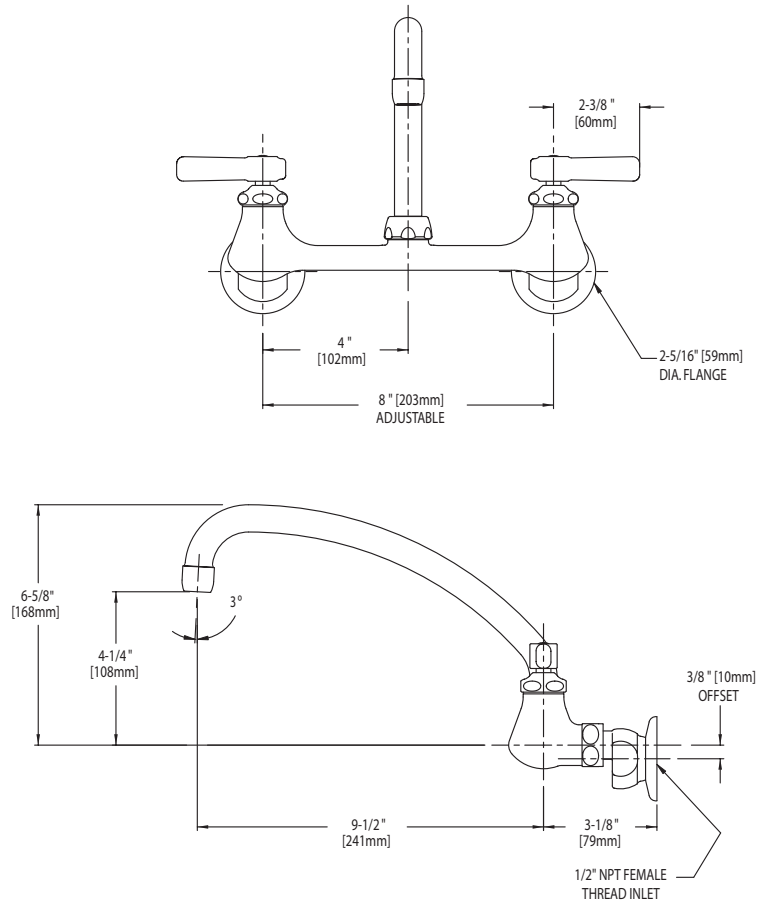 2-3/8 "
[60mm]
4 "
[102mm]
2-5/16" [59mm]
DIA. FLANGE
8 " [203mm]
ADJUSTABLE
6-5/8"
[168mm]
3°
4-1/4"
[108mm]
3/8 " [10mm]
OFFSET
9-1/2"
[241mm]
3-1/8"
[79mm]
1/2" NPT FEMALE
THREAD INLET